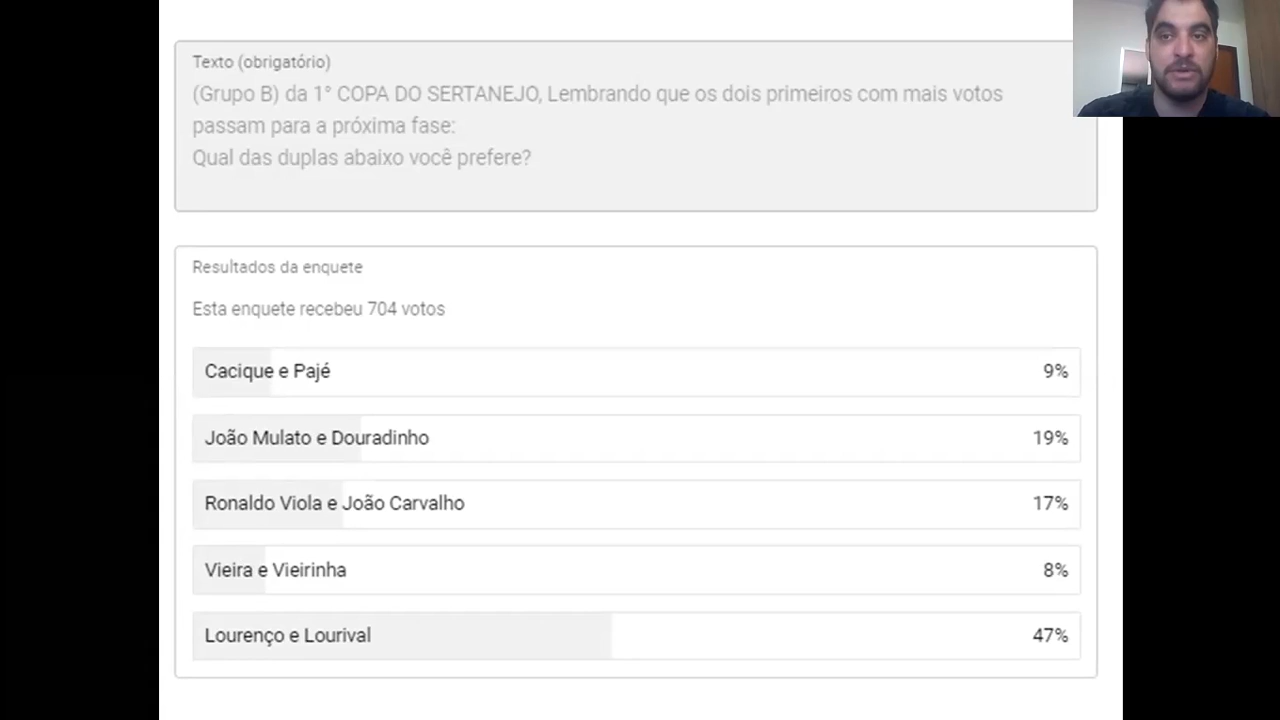 Texto (obrigatório)
(Grupo B) da 1° COPA DO SERTANEJO, Lembrando que os dois primeiros com mais votos
passam para a próxima fase:
Qual das duplas abaixo você prefere?
Resultados da enquete
Esta enquete recebeu 704 votos
Cacique e Pajé 9%
João Mulato e Douradinho 19%
Ronaldo Viola e João Carvalho 17%
Vieira e Vieirinha 8%
Lourenço e Lourival 47%